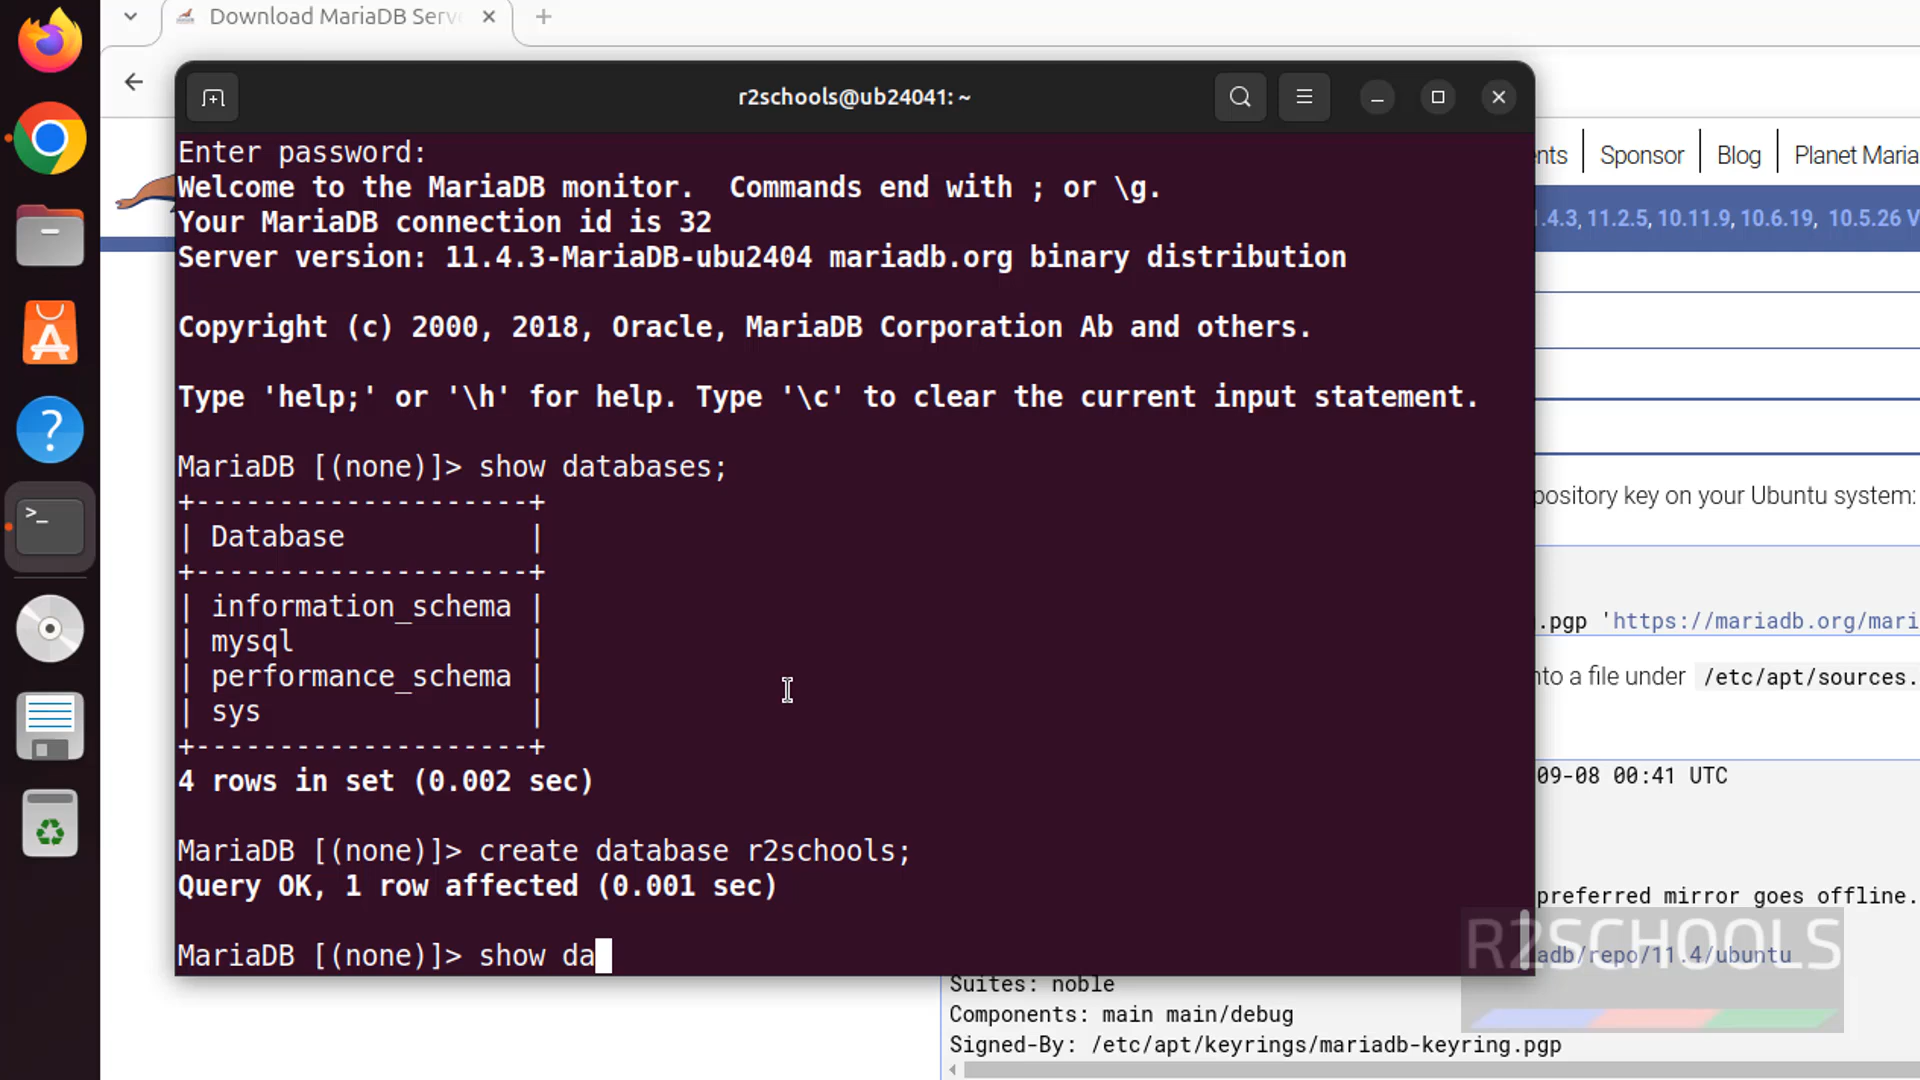 Download MariaDB Serv
r2schools@ub24041: ~
Enter password:
Welcome to the MariaDB monitor.  Commands end with ; or \g.
Your MariaDB connection id is 32
Server version: 11.4.3-MariaDB-ubu2404 mariadb.org binary distribution
Copyright (c) 2000, 2018, Oracle, MariaDB Corporation Ab and others.
Type 'help;' or '\h' for help. Type '\c' to clear the current input statement.
MariaDB [(none)]> show databases;
+--------------------+
| Database           |
+--------------------+
| information_schema |
| mysql              |
| performance_schema |
| sys                |
+--------------------+
4 rows in set (0.002 sec)
MariaDB [(none)]> create database r2schools;
Query OK, 1 row affected (0.001 sec)
MariaDB [(none)]> show da
nts | Sponsor | Blog | Planet Maria
.4.3, 11.2.5, 10.11.9, 10.6.19, 10.5.26 V
pository key on your Ubuntu system:
.pgp 'https://mariadb.org/mari
nto a file under /etc/apt/sources.
09-08 00:41 UTC
preferred mirror goes offline.
adb/repo/11.4/ubuntu
Suites: noble
Components: main main/debug
Signed-By: /etc/apt/keyrings/mariadb-keyring.pgp
R2SCHOOLS